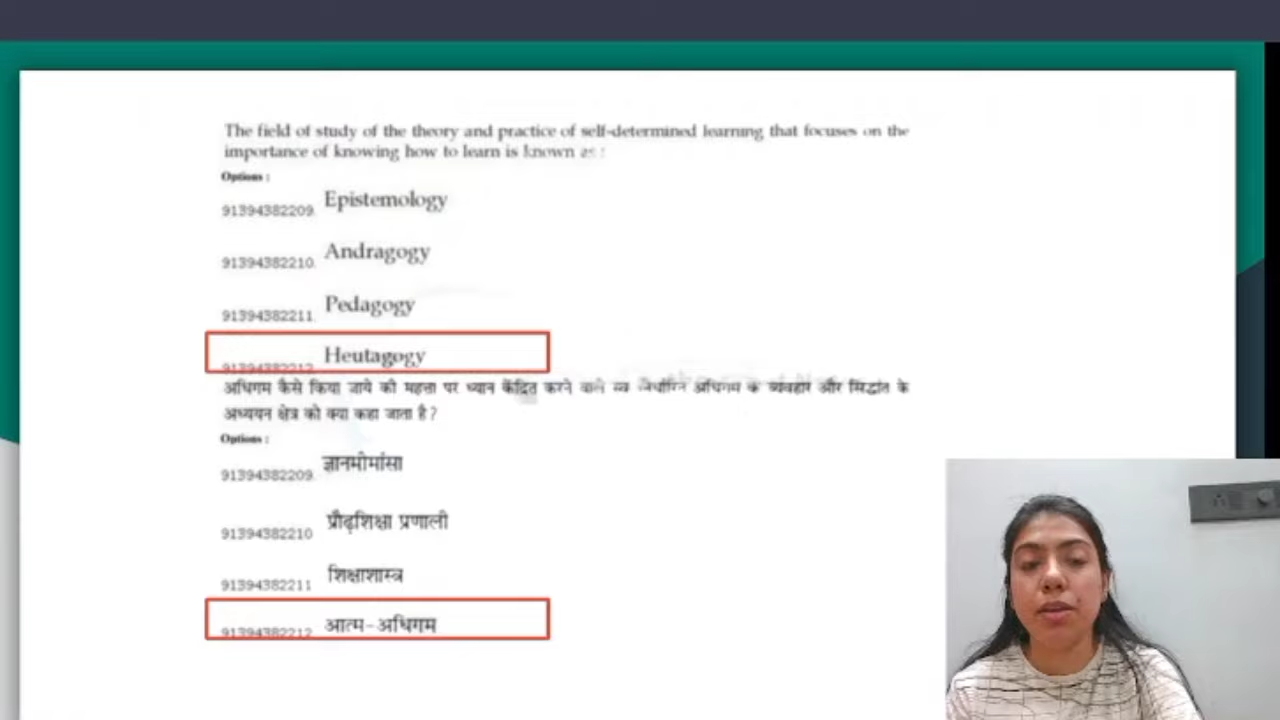 The field of study of the theory and practice of self-determined learning that focuses on the
importance of knowing how to learn is known as :
Options :
91394382209. Epistemology
91394382210. Andragogy
91394382211. Pedagogy
91394382212. Heutagogy
अधिगम कैसे किया जाये की महत्ता पर ध्यान केंद्रित करने वाले अधिगम के व्यवहार और सिद्धांत के
अध्ययन क्षेत्र को क्या कहा जाता है ?
Options :
91394382209. ज्ञानमीमांसा
91394382210 प्रौढ़शिक्षा प्रणाली
91394382211 शिक्षाशास्त्र
91394382212 आत्म-अधिगम